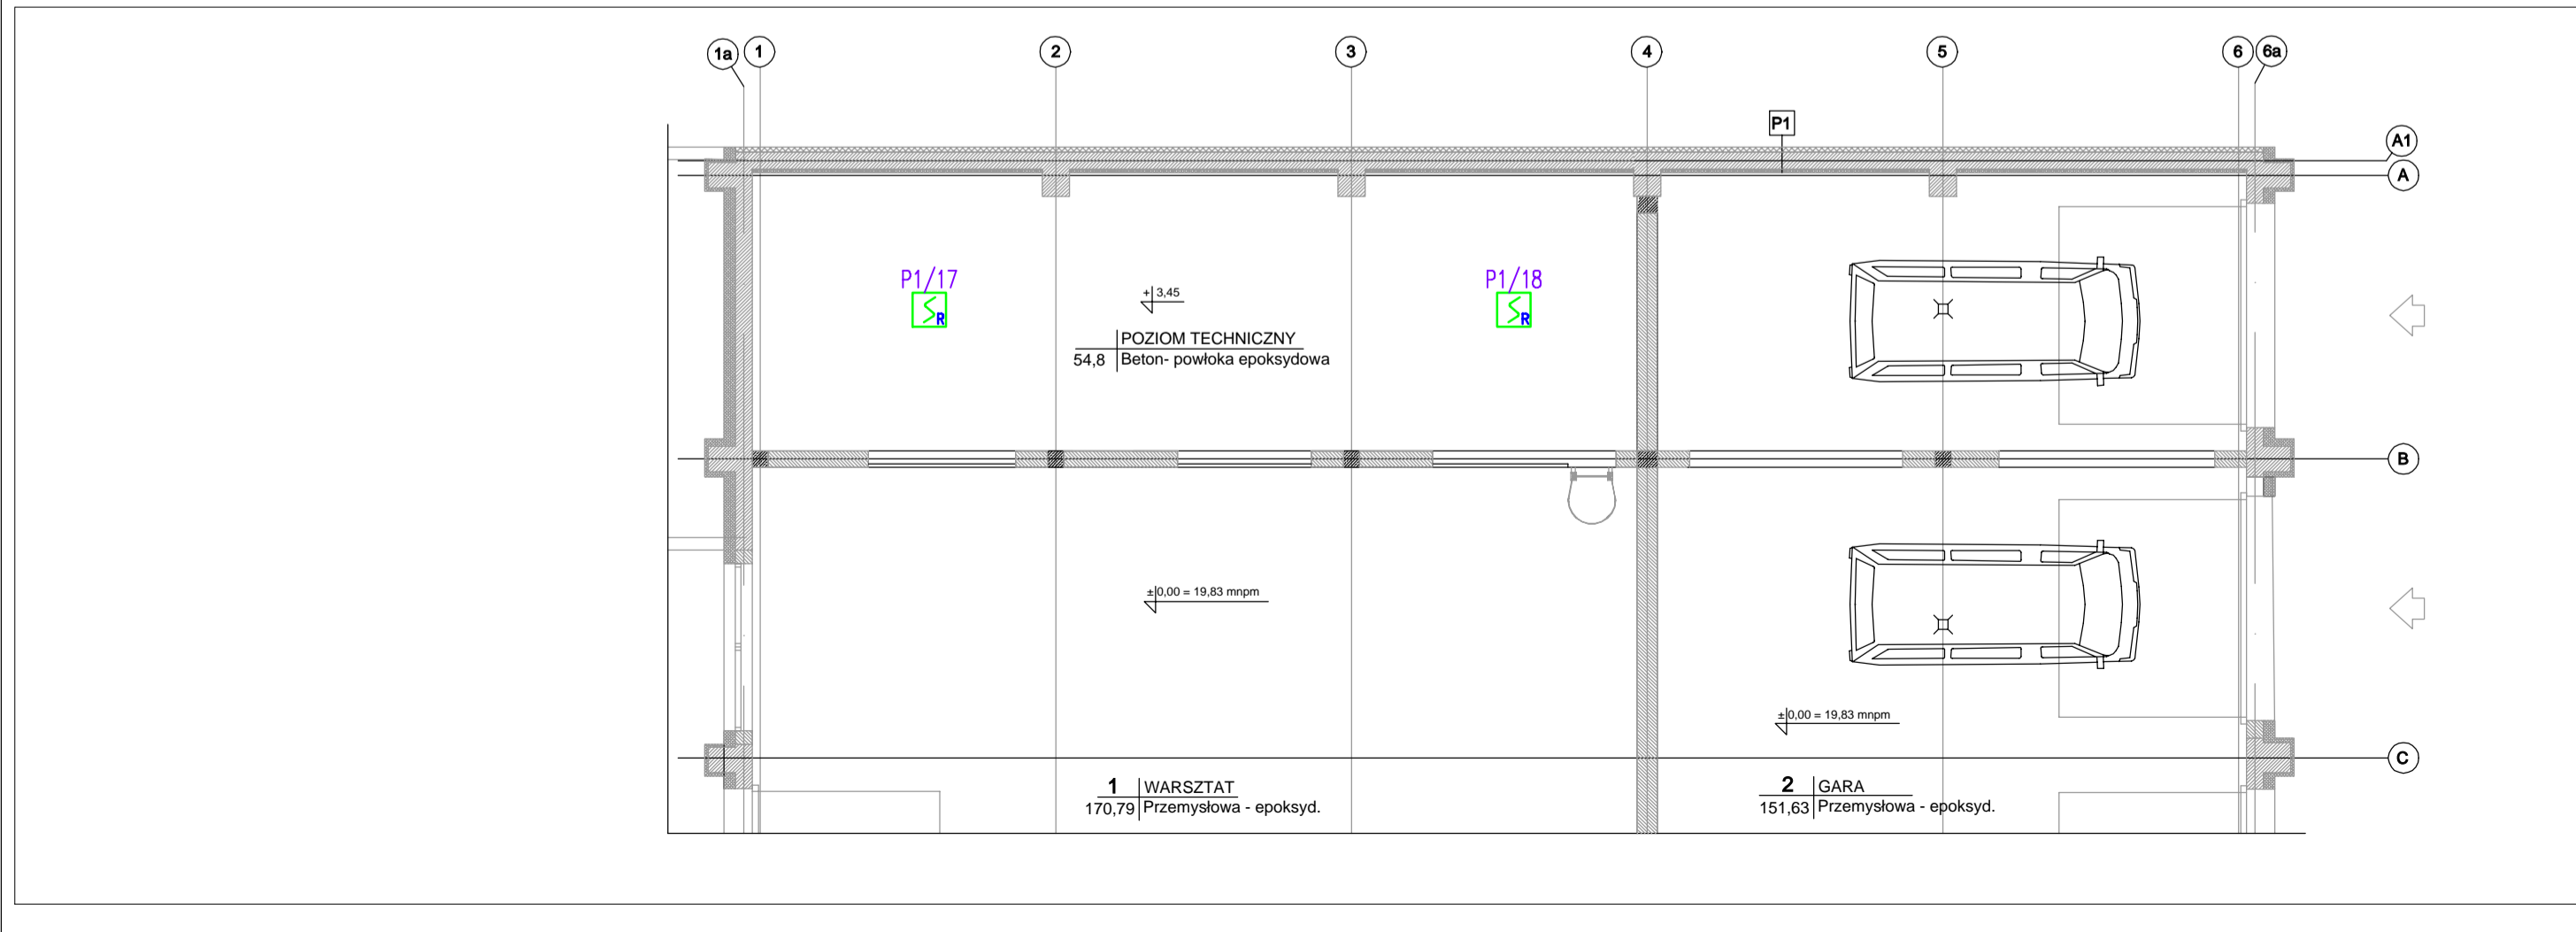 1a 1 2 3 4 5 6 6a
P1
A1
A
P1/17
R
P1/18
R
+ 3,45
POZIOM TECHNICZNY
54,8 Beton- powłoka epoksydowa
B
±0,00 = 19,83 mnpm
±0,00 = 19,83 mnpm
C
1 WARSZTAT
170,79 Przemysłowa - epoksyd.
2 GARA
151,63 Przemysłowa - epoksyd.